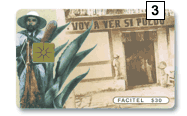 3
VOY A VER SI PUEDO
FACITEL $30